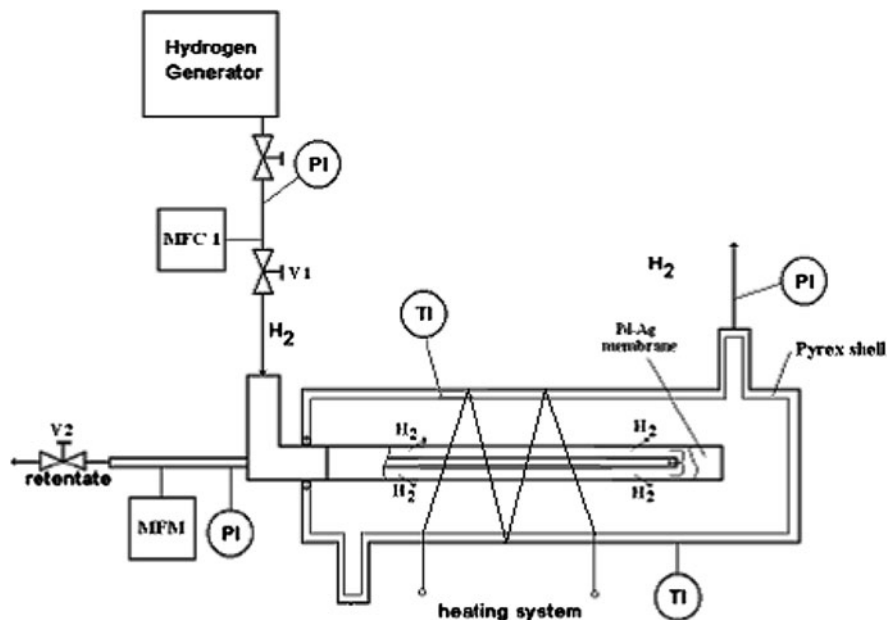 Hydrogen
Generator
PI
MFC 1
V1
H2
H2
PI
TI
Pd-Ag
membrane
Pyrex shell
V2
H2
H2
retentate
H2
H2
MFM
PI
TI
heating system